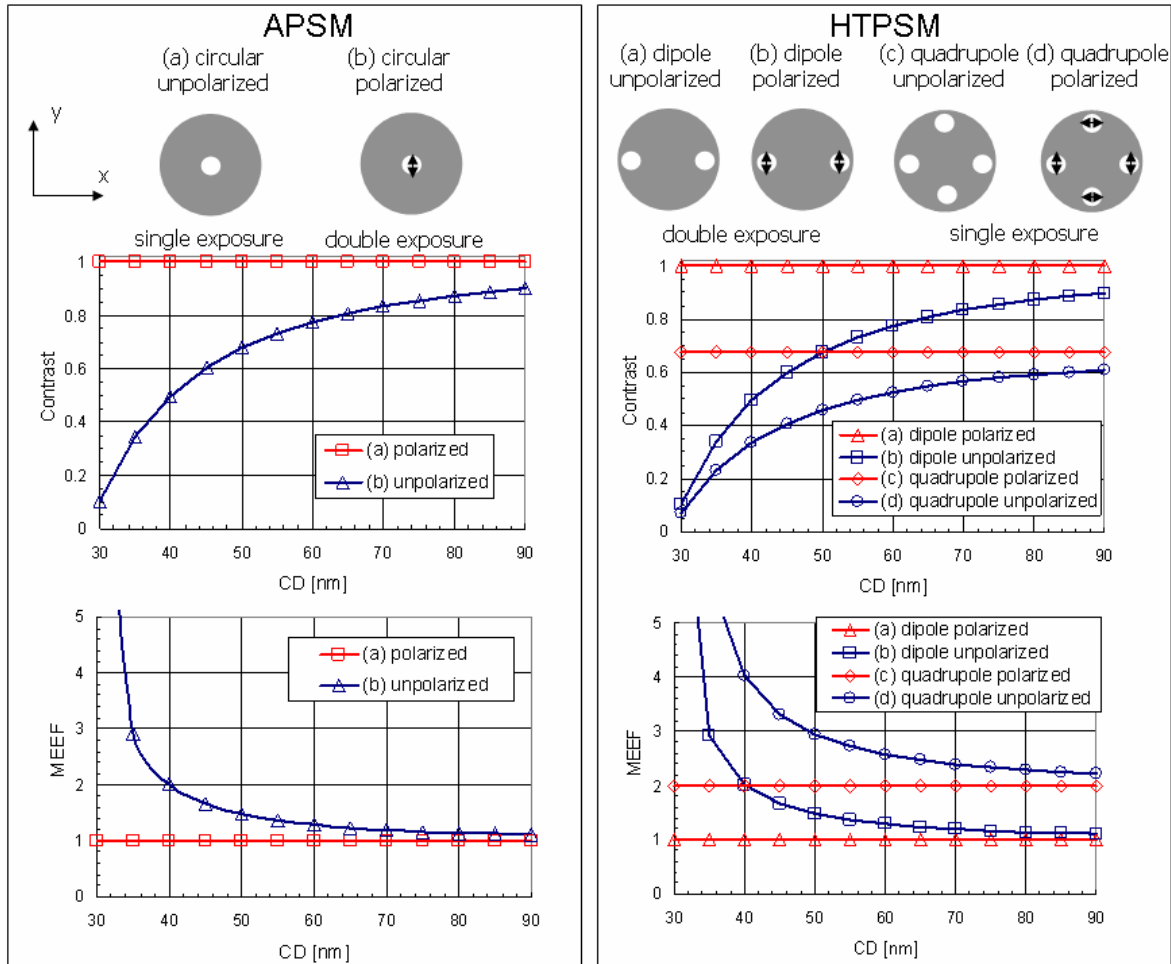 APSM
(a) circular
unpolarized
(b) circular
polarized
y
x
single exposure
double exposure
1
0.8
0.6
0.4
0.2
0
Contrast
(a) polarized
(b) unpolarized
30 40 50 60 70 80 90
CD [nm]
5
4
3
2
1
0
MEEF
(a) polarized
(b) unpolarized
30 40 50 60 70 80 90
CD [nm]
HTPSM
(a) dipole
unpolarized
(b) dipole
polarized
(c) quadrupole
unpolarized
(d) quadrupole
polarized
double exposure
single exposure
1
0.8
0.6
0.4
0.2
0
Contrast
(a) dipole polarized
(b) dipole unpolarized
(c) quadrupole polarized
(d) quadrupole unpolarized
30 40 50 60 70 80 90
CD [nm]
5
4
3
2
1
0
MEEF
(a) dipole polarized
(b) dipole unpolarized
(c) quadrupole polarized
(d) quadrupole unpolarized
30 40 50 60 70 80 90
CD [nm]